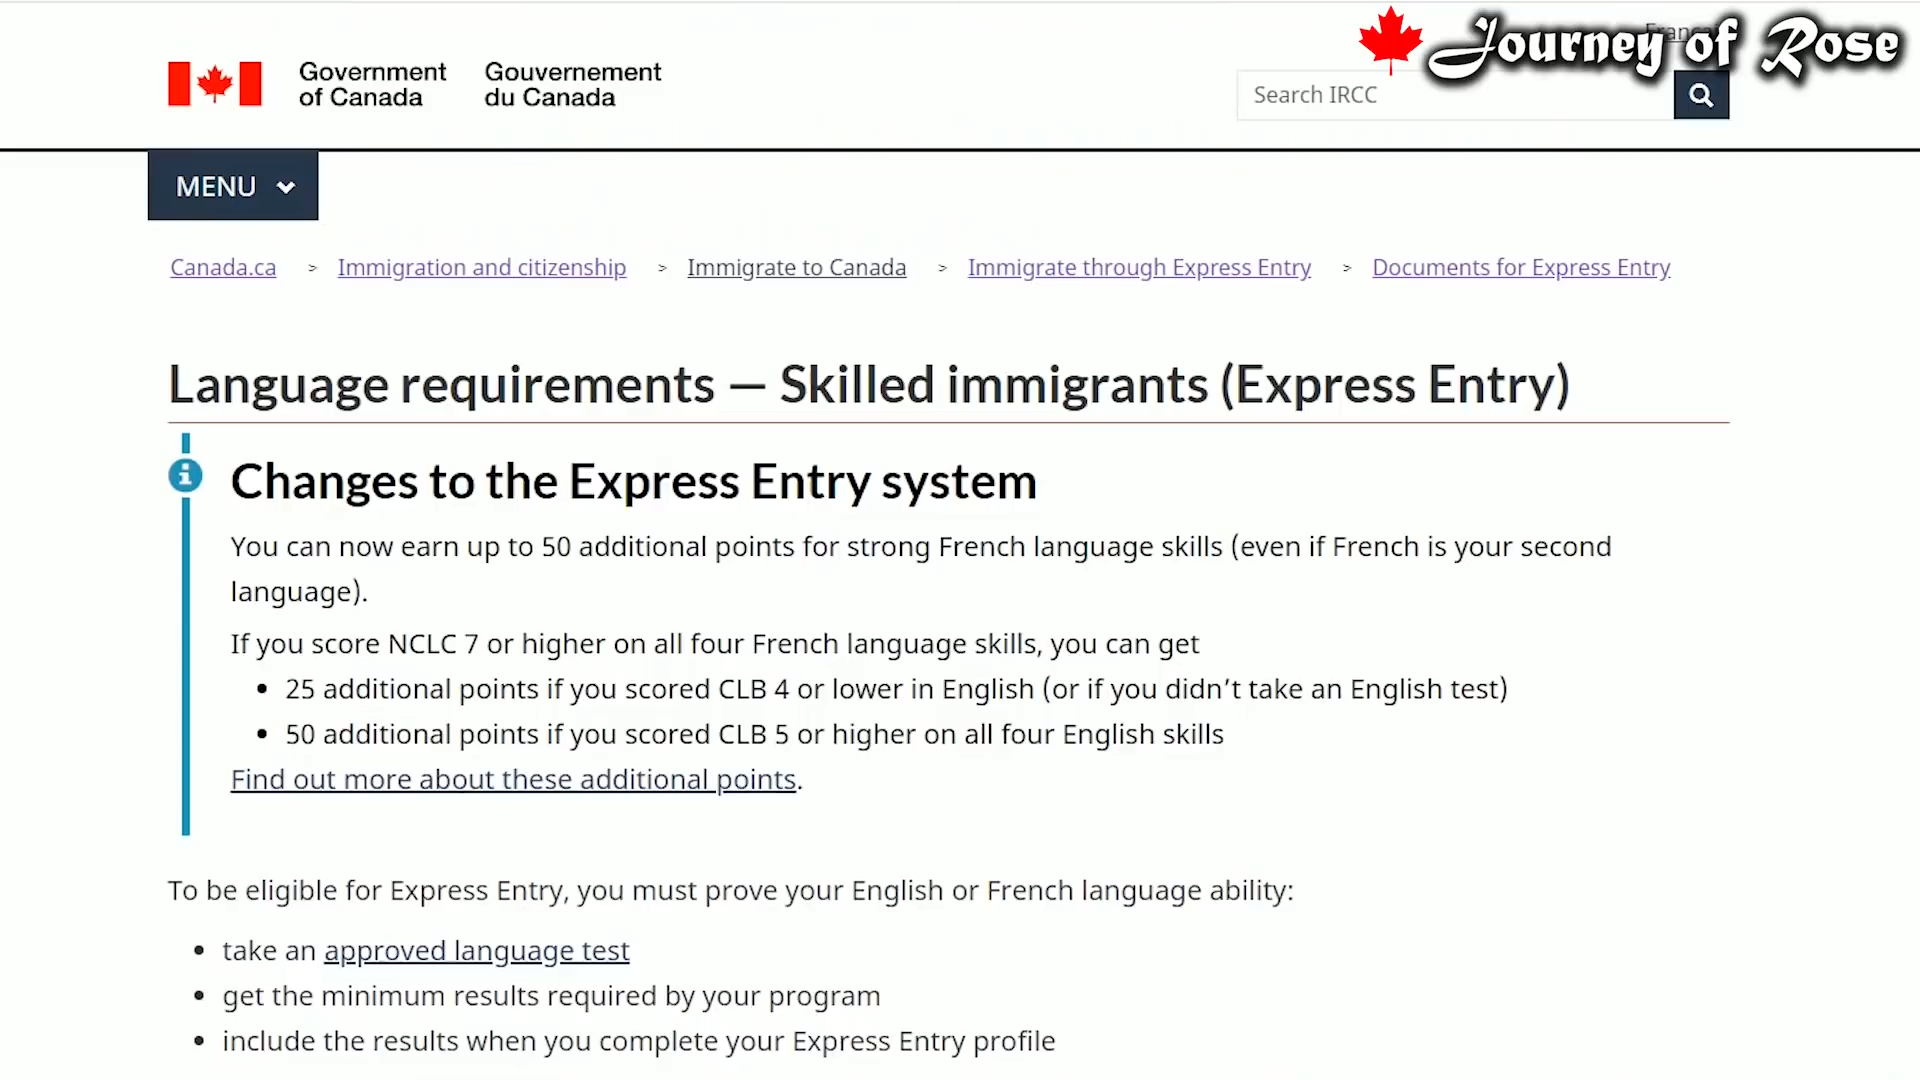 Journey of Rose
Government Gouvernement
of Canada du Canada
Search IRCC
MENU
Canada.ca > Immigration and citizenship > Immigrate to Canada > Immigrate through Express Entry > Documents for Express Entry
Language requirements — Skilled immigrants (Express Entry)
Changes to the Express Entry system
You can now earn up to 50 additional points for strong French language skills (even if French is your second
language).
If you score NCLC 7 or higher on all four French language skills, you can get
• 25 additional points if you scored CLB 4 or lower in English (or if you didn’t take an English test)
• 50 additional points if you scored CLB 5 or higher on all four English skills
Find out more about these additional points.
To be eligible for Express Entry, you must prove your English or French language ability:
• take an approved language test
• get the minimum results required by your program
• include the results when you complete your Express Entry profile